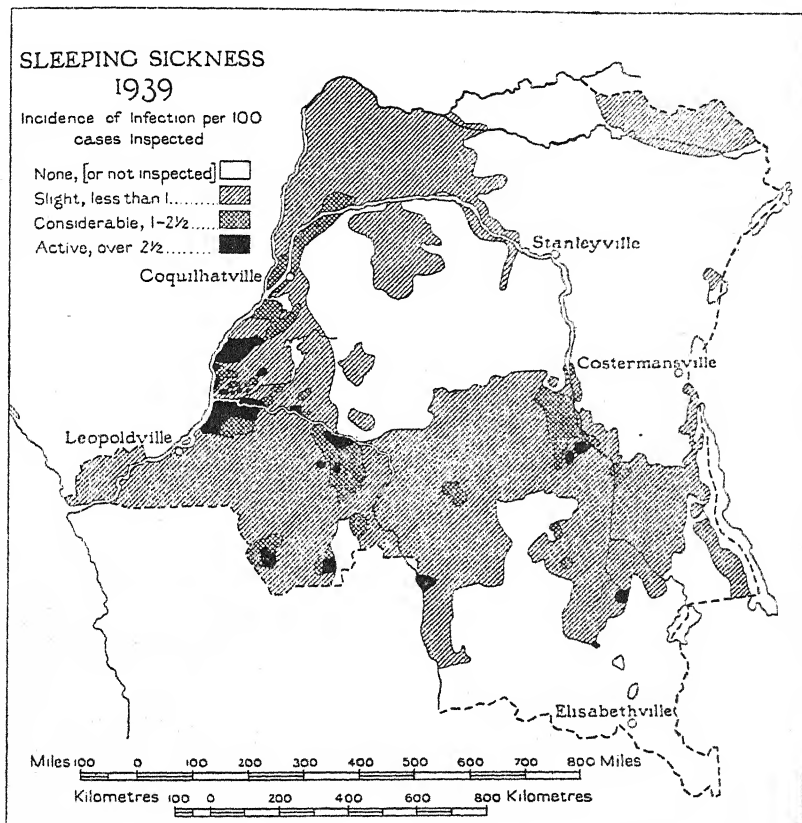 SLEEPING SICKNESS
1939
Incidence of Infection per 100
cases Inspected
None, [or not inspected]
Slight, less than 1.......
Considerable, 1-2½.....
Active, over 2½........
Coquilhatville
Stanleyville
Costermansville
Leopoldville
Elisabethville
Miles 100 0 100 200 300 400 500 600 700 800 Miles
Kilometres 100 0 200 400 600 800 Kilometres